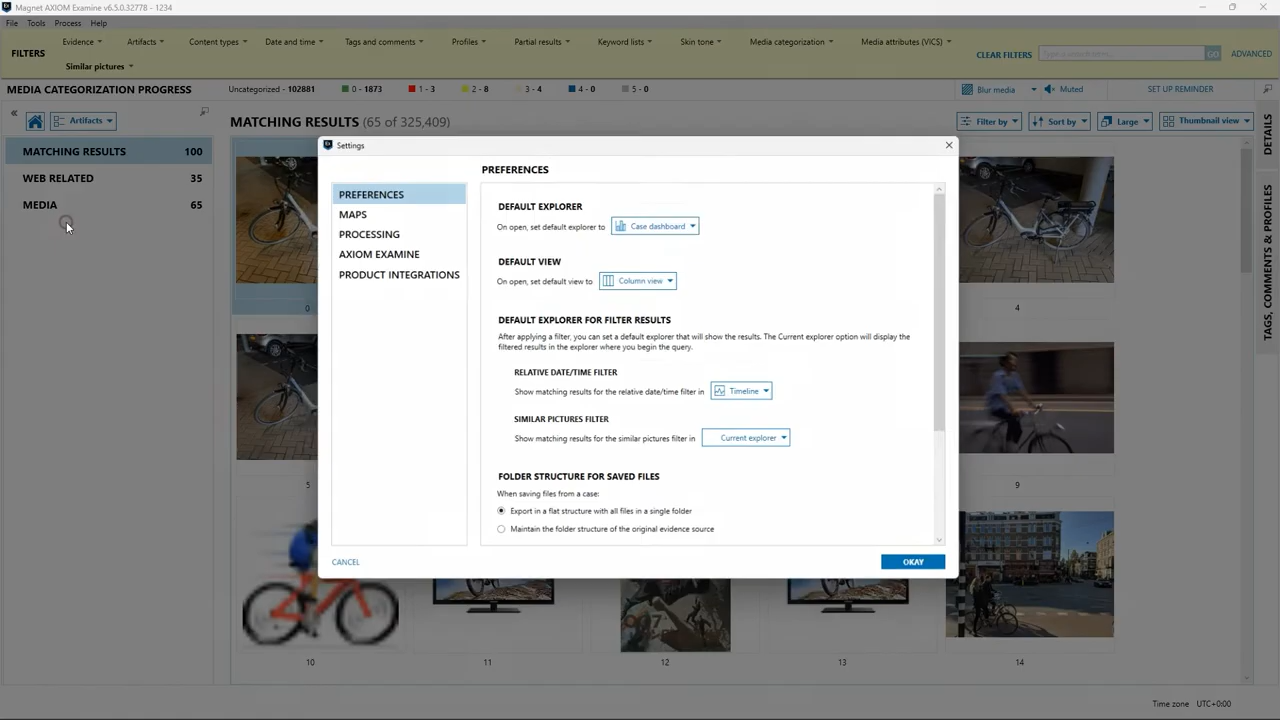 Magnet AXIOM Examine v6.5.0.32778 - 1234
File Tools Process Help
FILTERS
Evidence Artifacts Content types Date and time Tags and comments Profiles Partial results Keyword lists Skin tone Media categorization Media attributes (VICS)
Similar pictures
CLEAR FILTERS
GO
ADVANCED
MEDIA CATEGORIZATION PROGRESS
Uncategorized - 102881 0 - 1873 1 - 3 2 - 8 3 - 4 4 - 0 5 - 0
Blur media Muted SET UP REMINDER
Artifacts
MATCHING RESULTS (65 of 325,409)
Filter by Sort by Large Thumbnail view
MATCHING RESULTS 100
WEB RELATED 35
MEDIA 65
DETAILS
TAGS, COMMENTS & PROFILES
Settings
PREFERENCES
MAPS
PROCESSING
AXIOM EXAMINE
PRODUCT INTEGRATIONS
PREFERENCES
DEFAULT EXPLORER
On open, set default explorer to Case dashboard
DEFAULT VIEW
On open, set default view to Column view
DEFAULT EXPLORER FOR FILTER RESULTS
After applying a filter, you can set a default explorer that will show the results. The Current explorer option will display the
filtered results in the explorer where you begin the query.
RELATIVE DATE/TIME FILTER
Show matching results for the relative date/time filter in Timeline
SIMILAR PICTURES FILTER
Show matching results for the similar pictures filter in Current explorer
FOLDER STRUCTURE FOR SAVED FILES
When saving files from a case:
Export in a flat structure with all files in a single folder
Maintain the folder structure of the original evidence source
CANCEL
OKAY
0 4
5 9
10 11 12 13 14
Time zone UTC+0:00